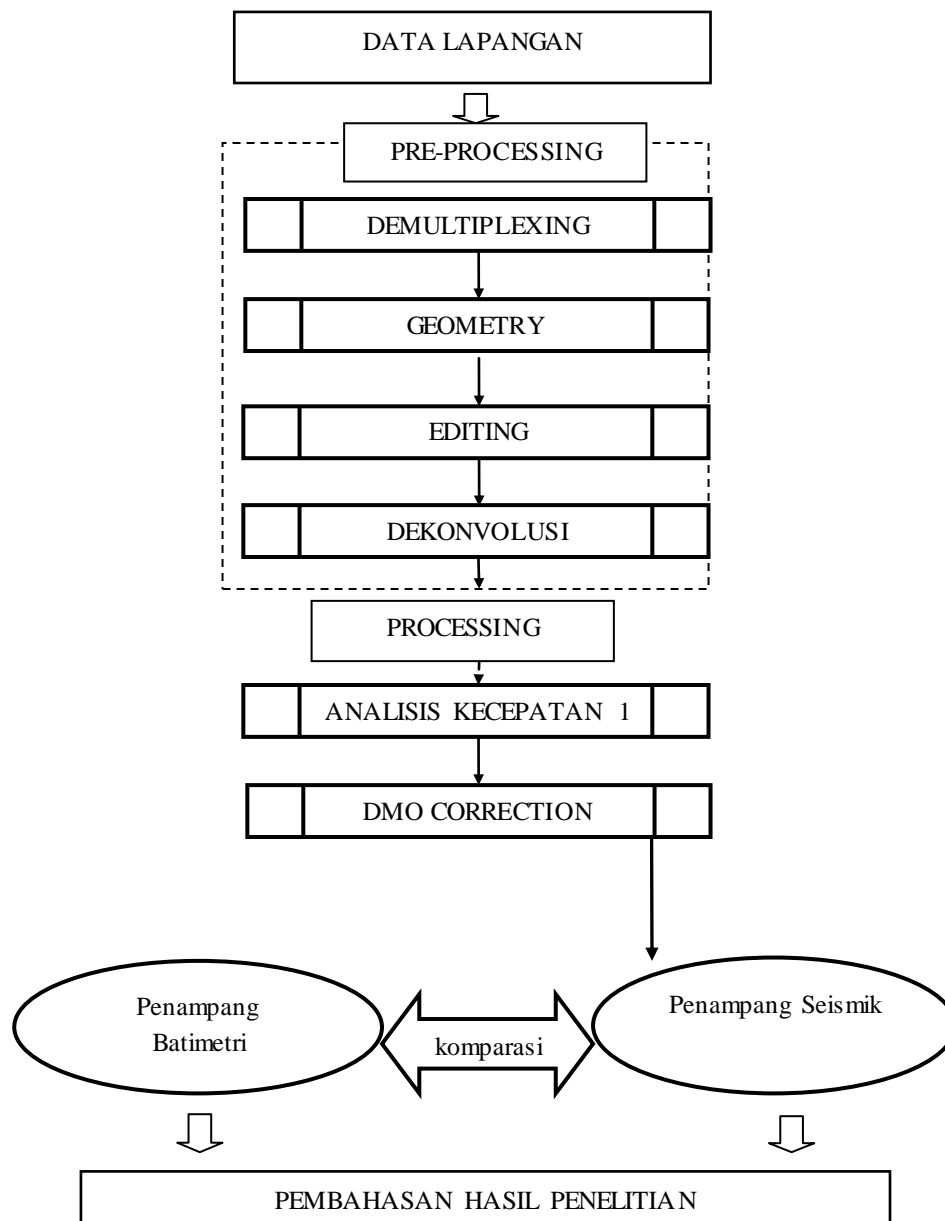 DATA LAPANGAN
PRE-PROCESSING
DEMULTIPLEXING
GEOMETRY
EDITING
DEKONVOLUSI
PROCESSING
ANALISIS KECEPATAN 1
DMO CORRECTION
Penampang
Batimetri
komparasi
Penampang Seismik
PEMBAHASAN HASIL PENELITIAN